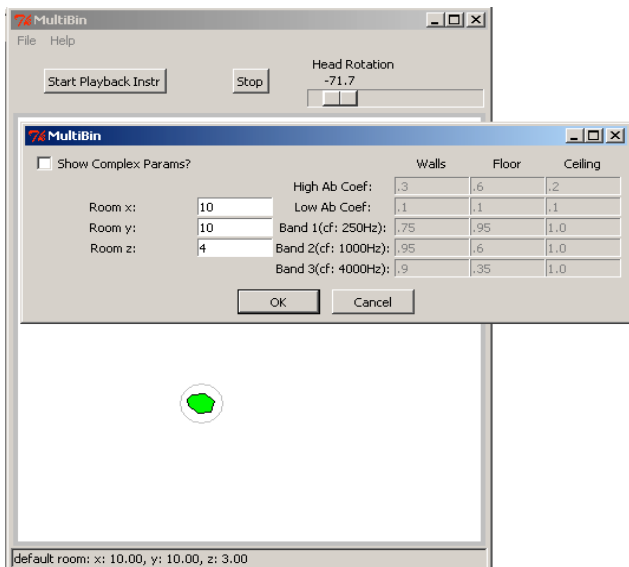 MultiBin
File Help
Head Rotation
Start Playback Instr Stop -71.7
MultiBin
Show Complex Params? Walls Floor Ceiling
High Ab Coef: .3 .6 .2
Room x: 10 Low Ab Coef: .1 .1 .1
Room y: 10 Band 1(cf: 250Hz): .75 .95 1.0
Room z: 4 Band 2(cf: 1000Hz): .95 .6 1.0
Band 3(cf: 4000Hz): .9 .35 1.0
OK Cancel
default room: x: 10.00, y: 10.00, z: 3.00